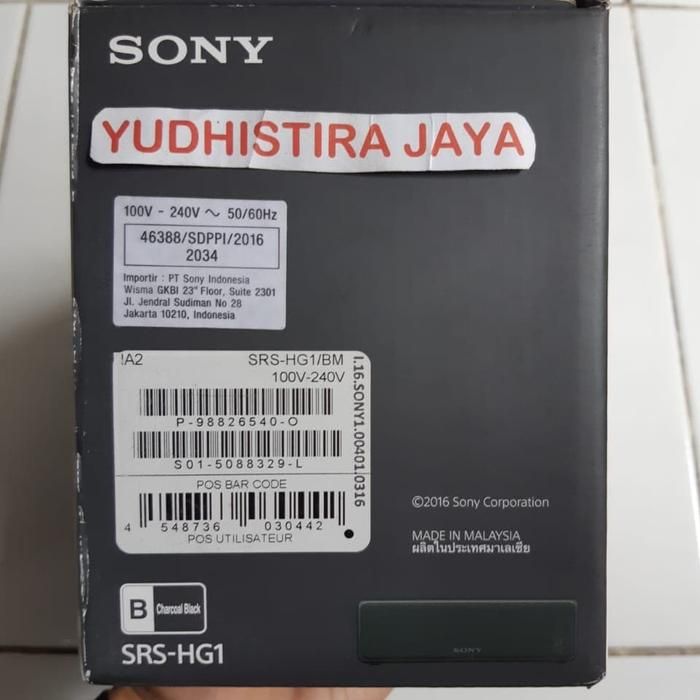 SONY
YUDHISTIRA JAYA
100V - 240V ~ 50/60Hz
46388/SDPPI/2016
2034
Importir : PT Sony Indonesia
Wisma GKBI 23" Floor, Suite 2301
Jl. Jendral Sudiman No 28
Jakarta 10210, Indonesia
IA2 SRS-HG1/BM
100V-240V
P-98826540-O
S01-5088329-L
I.16.SONY1.00401.0316
POS BAR CODE
4 548736 030442
POS UTILISATEUR
©2016 Sony Corporation
MADE IN MALAYSIA
ผลิตในประเทศมาเลเซีย
B Charcoal Black
SRS-HG1
SONY